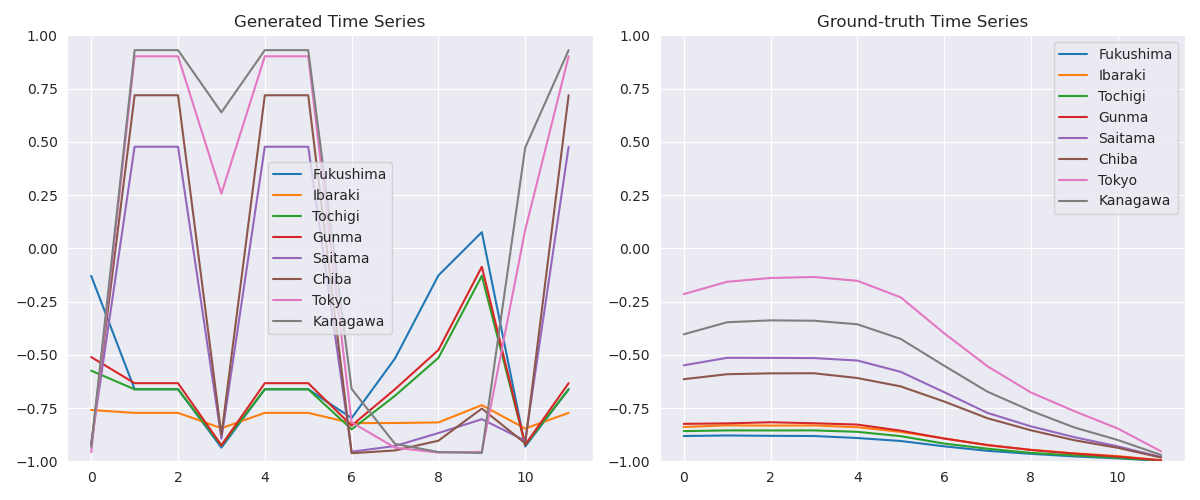 Generated Time Series
1.00
0.75
0.50
0.25
0.00
−0.25
−0.50
−0.75
−1.00
0 2 4 6 8 10
Fukushima
Ibaraki
Tochigi
Gunma
Saitama
Chiba
Tokyo
Kanagawa
Ground-truth Time Series
1.00
0.75
0.50
0.25
0.00
−0.25
−0.50
−0.75
−1.00
0 2 4 6 8 10
Fukushima
Ibaraki
Tochigi
Gunma
Saitama
Chiba
Tokyo
Kanagawa